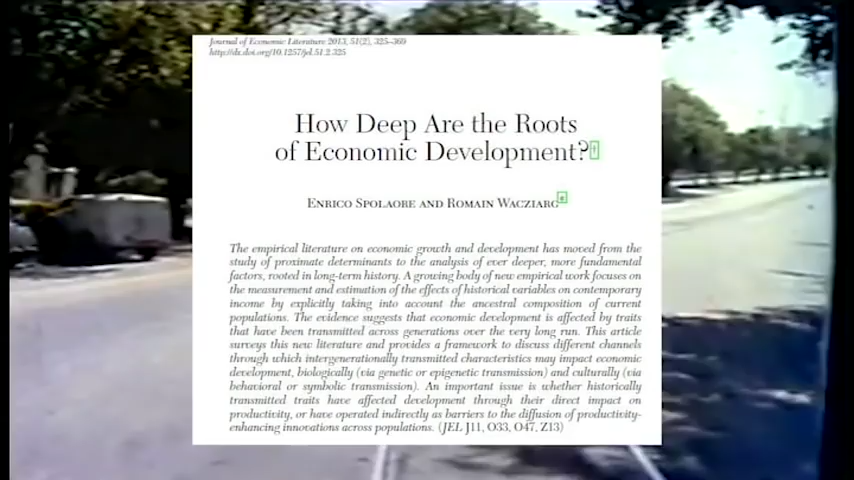 Journal of Economic Literature 2013, 51(2), 325–369
http://dx.doi.org/10.1257/jel.51.2.325
How Deep Are the Roots
of Economic Development?†
Enrico Spolaore and Romain Wacziarg*
The empirical literature on economic growth and development has moved from the
study of proximate determinants to the analysis of ever deeper, more fundamental
factors, rooted in long-term history. A growing body of new empirical work focuses on
the measurement and estimation of the effects of historical variables on contemporary
income by explicitly taking into account the ancestral composition of current
populations. The evidence suggests that economic development is affected by traits
that have been transmitted across generations over the very long run. This article
surveys this new literature and provides a framework to discuss different channels
through which intergenerationally transmitted characteristics may impact economic
development, biologically (via genetic or epigenetic transmission) and culturally (via
behavioral or symbolic transmission). An important issue is whether historically
transmitted traits have affected development through their direct impact on
productivity, or have operated indirectly as barriers to the diffusion of productivity-
enhancing innovations across populations. (JEL J11, O33, O47, Z13)